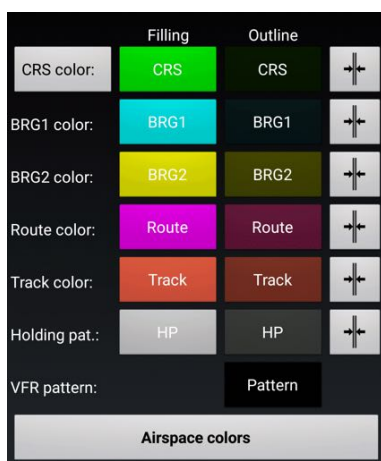 Filling Outline
CRS color: CRS CRS
BRG1 color: BRG1 BRG1
BRG2 color: BRG2 BRG2
Route color: Route Route
Track color: Track Track
Holding pat.: HP HP
VFR pattern: Pattern
Airspace colors